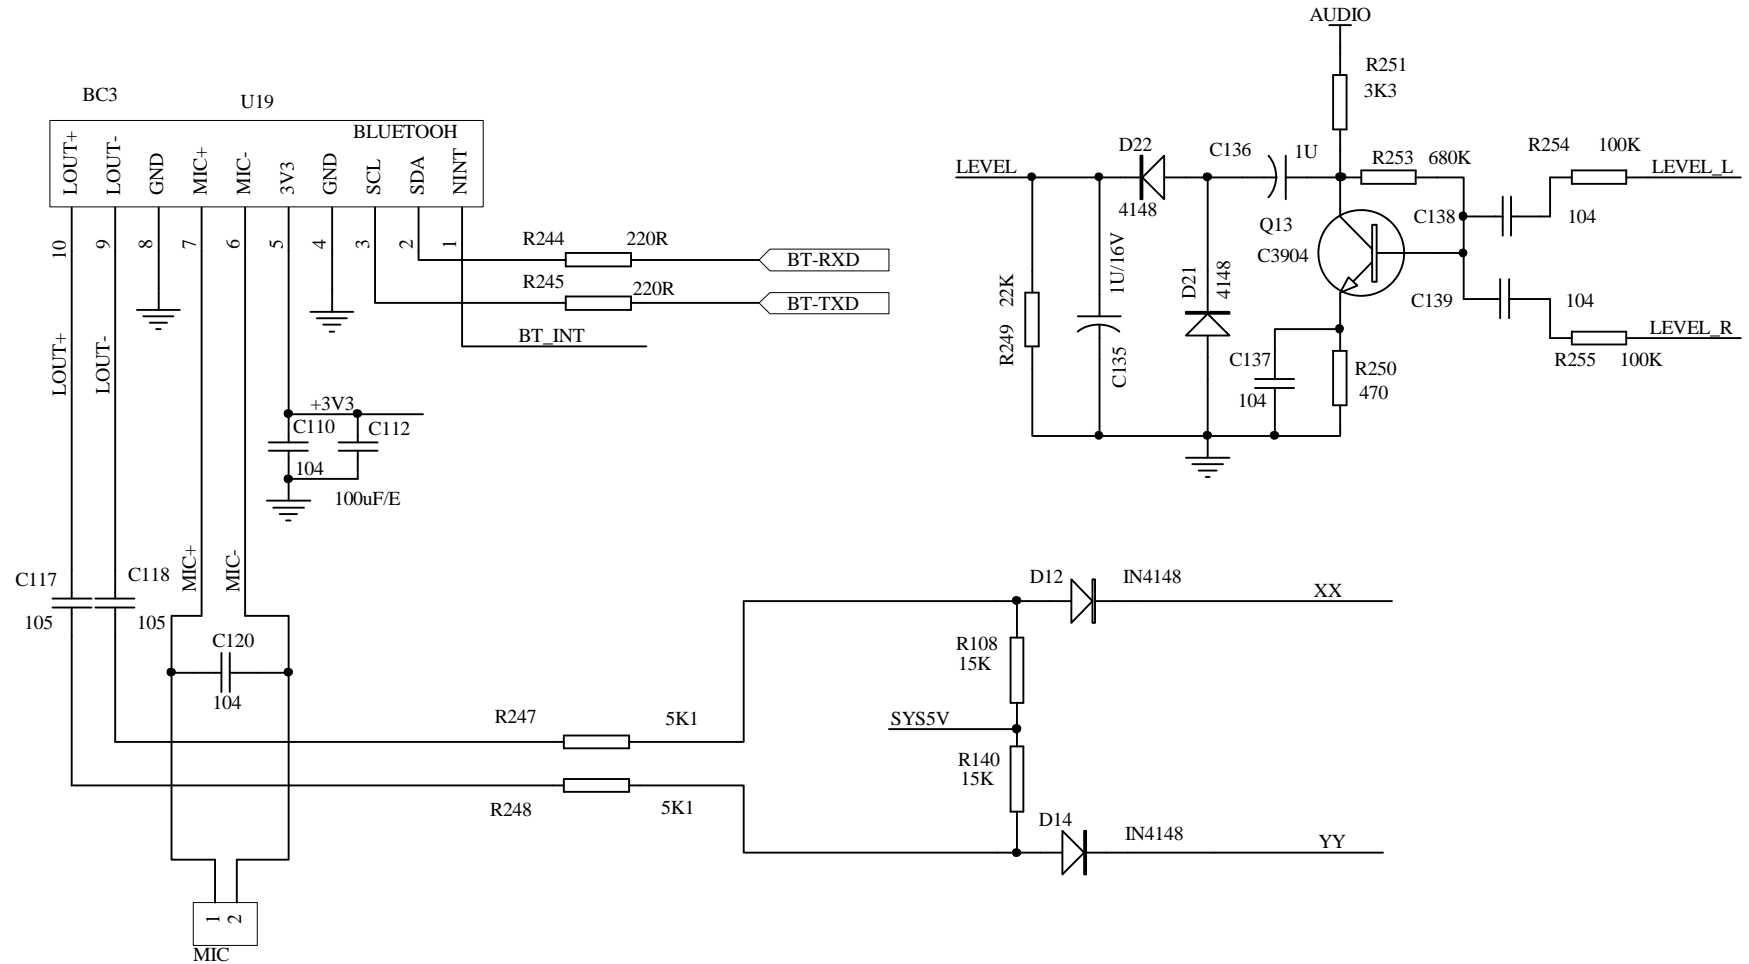 AUDIO
R251
3K3
BC3
U19
BLUETOOH
LOUT+
LOUT-
GND
MIC+
MIC-
3V3
GND
SCL
SDA
NINT
10
9
8
7
6
5
4
3
2
1
R244
220R
BT-RXD
R245
220R
BT-TXD
BT_INT
LOUT+
LOUT-
+3V3
C110
C112
104
100uF/E
MIC+
MIC-
C117
C118
105
105
C120
104
R247
5K1
R248
5K1
1
2
MIC
LEVEL
D22
4148
C136
1U
R253
680K
R254
100K
LEVEL_L
C138
104
Q13
C3904
C139
104
LEVEL_R
R255
100K
R249
22K
1U/16V
C135
D21
4148
C137
104
R250
470
D12
IN4148
XX
R108
15K
SYS5V
R140
15K
D14
IN4148
YY